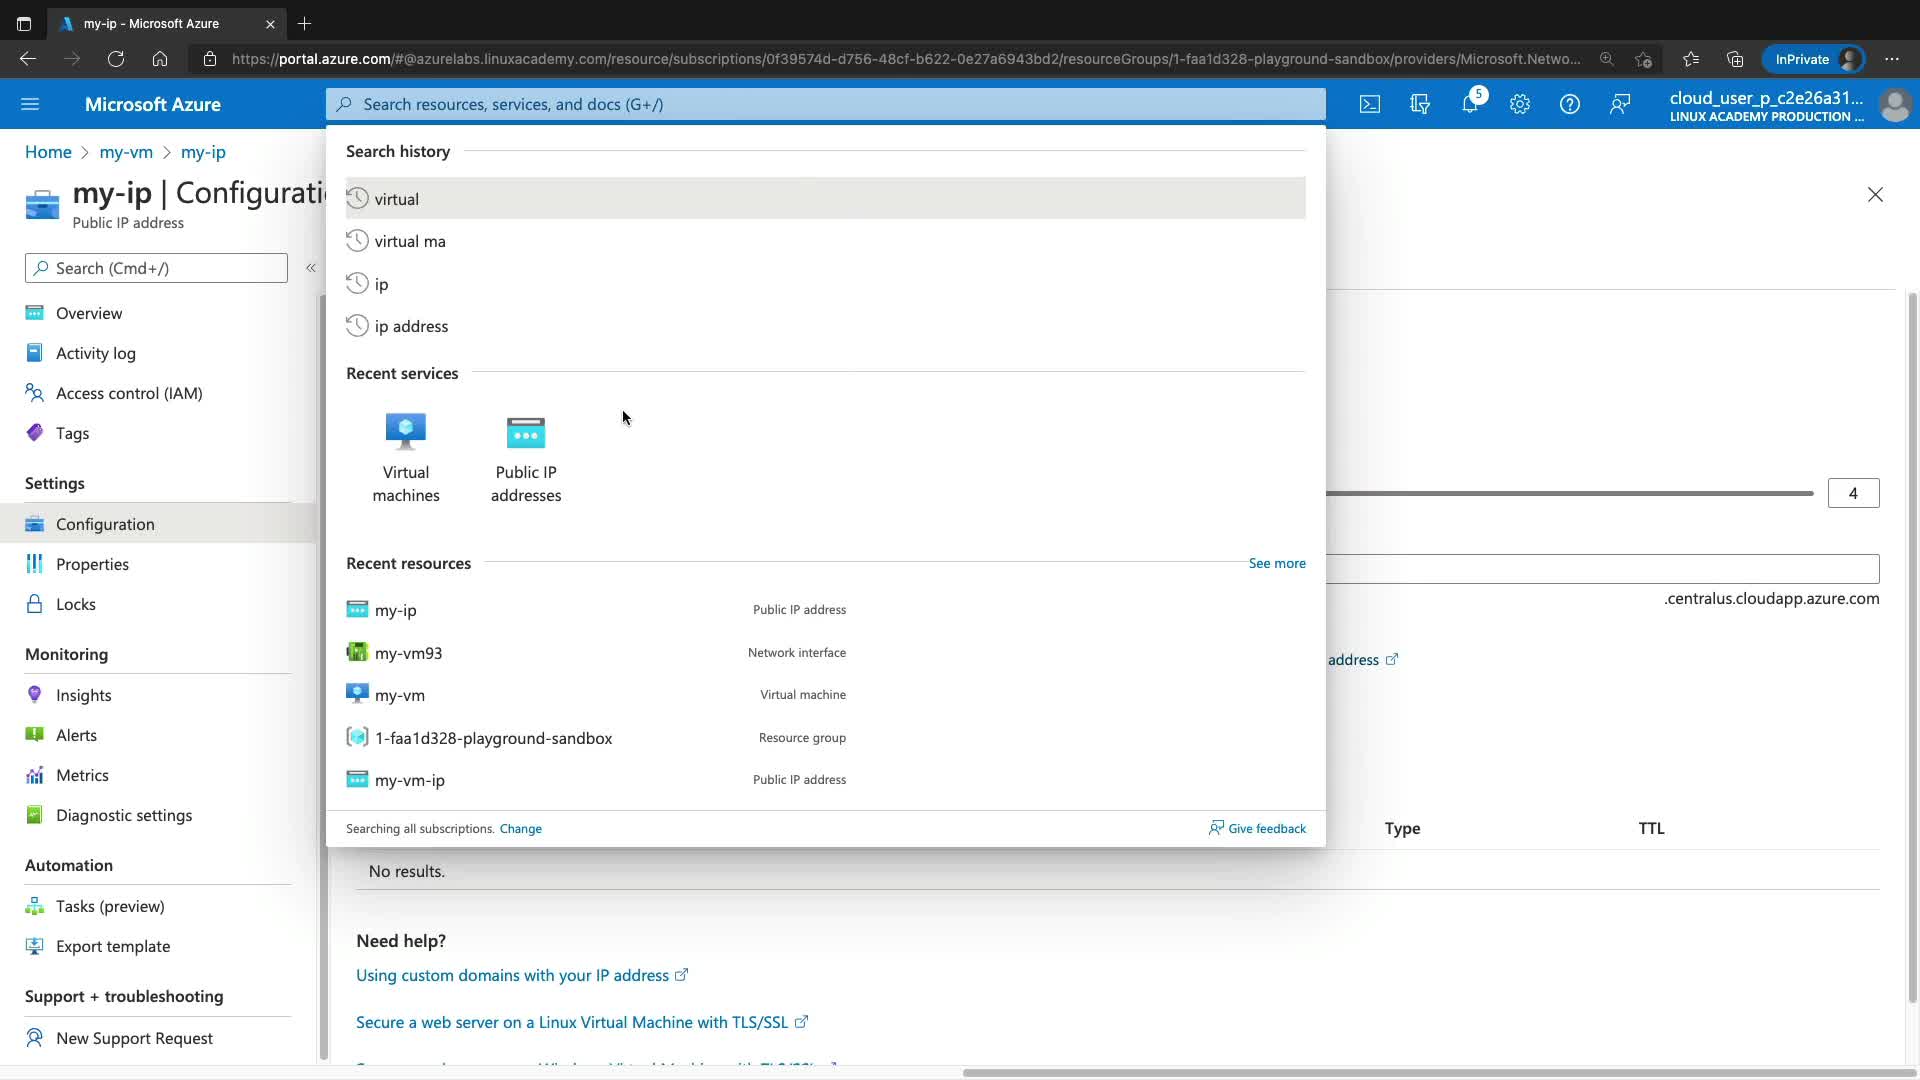 my-ip - Microsoft Azure
https://portal.azure.com/#@azurelabs.linuxacademy.com/resource/subscriptions/0f39574d-d756-48cf-b622-0e27a6943bd2/resourceGroups/1-faa1d328-playground-sandbox/providers/Microsoft.Netwo...
InPrivate
Microsoft Azure
Search resources, services, and docs (G+/)
5
cloud_user_p_c2e26a31...
LINUX ACADEMY PRODUCTION ...
Home > my-vm > my-ip
my-ip | Configurati
Public IP address
Search (Cmd+/)
«
Overview
Activity log
Access control (IAM)
Tags
Settings
Configuration
Properties
Locks
Monitoring
Insights
Alerts
Metrics
Diagnostic settings
Automation
Tasks (preview)
Export template
Support + troubleshooting
New Support Request
Search history
virtual
virtual ma
ip
ip address
Recent services
Virtual machines
Public IP addresses
Recent resources
See more
my-ip Public IP address
my-vm93 Network interface
my-vm Virtual machine
1-faa1d328-playground-sandbox Resource group
my-vm-ip Public IP address
Searching all subscriptions. Change
Give feedback
4
.centralus.cloudapp.azure.com
address
Type TTL
No results.
Need help?
Using custom domains with your IP address
Secure a web server on a Linux Virtual Machine with TLS/SSL